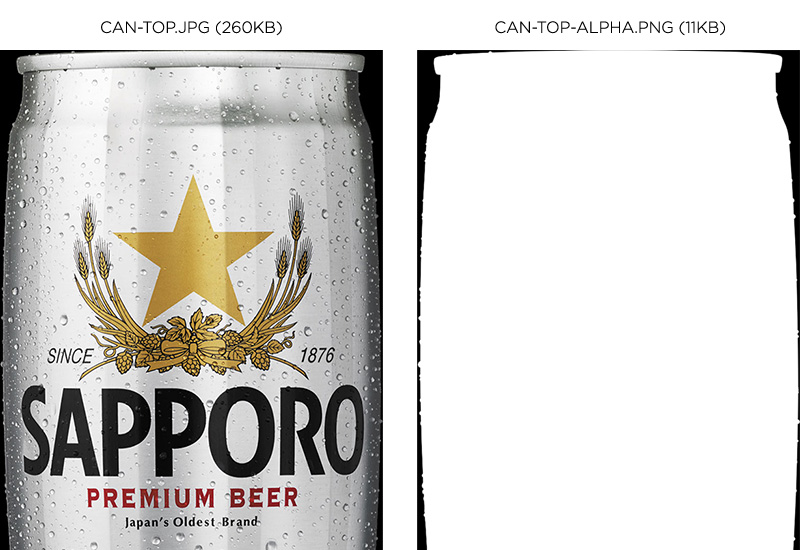 CAN-TOP.JPG (260KB)
CAN-TOP-ALPHA.PNG (11KB)
SINCE 1876
SAPPORO
PREMIUM BEER
Japan's Oldest Brand